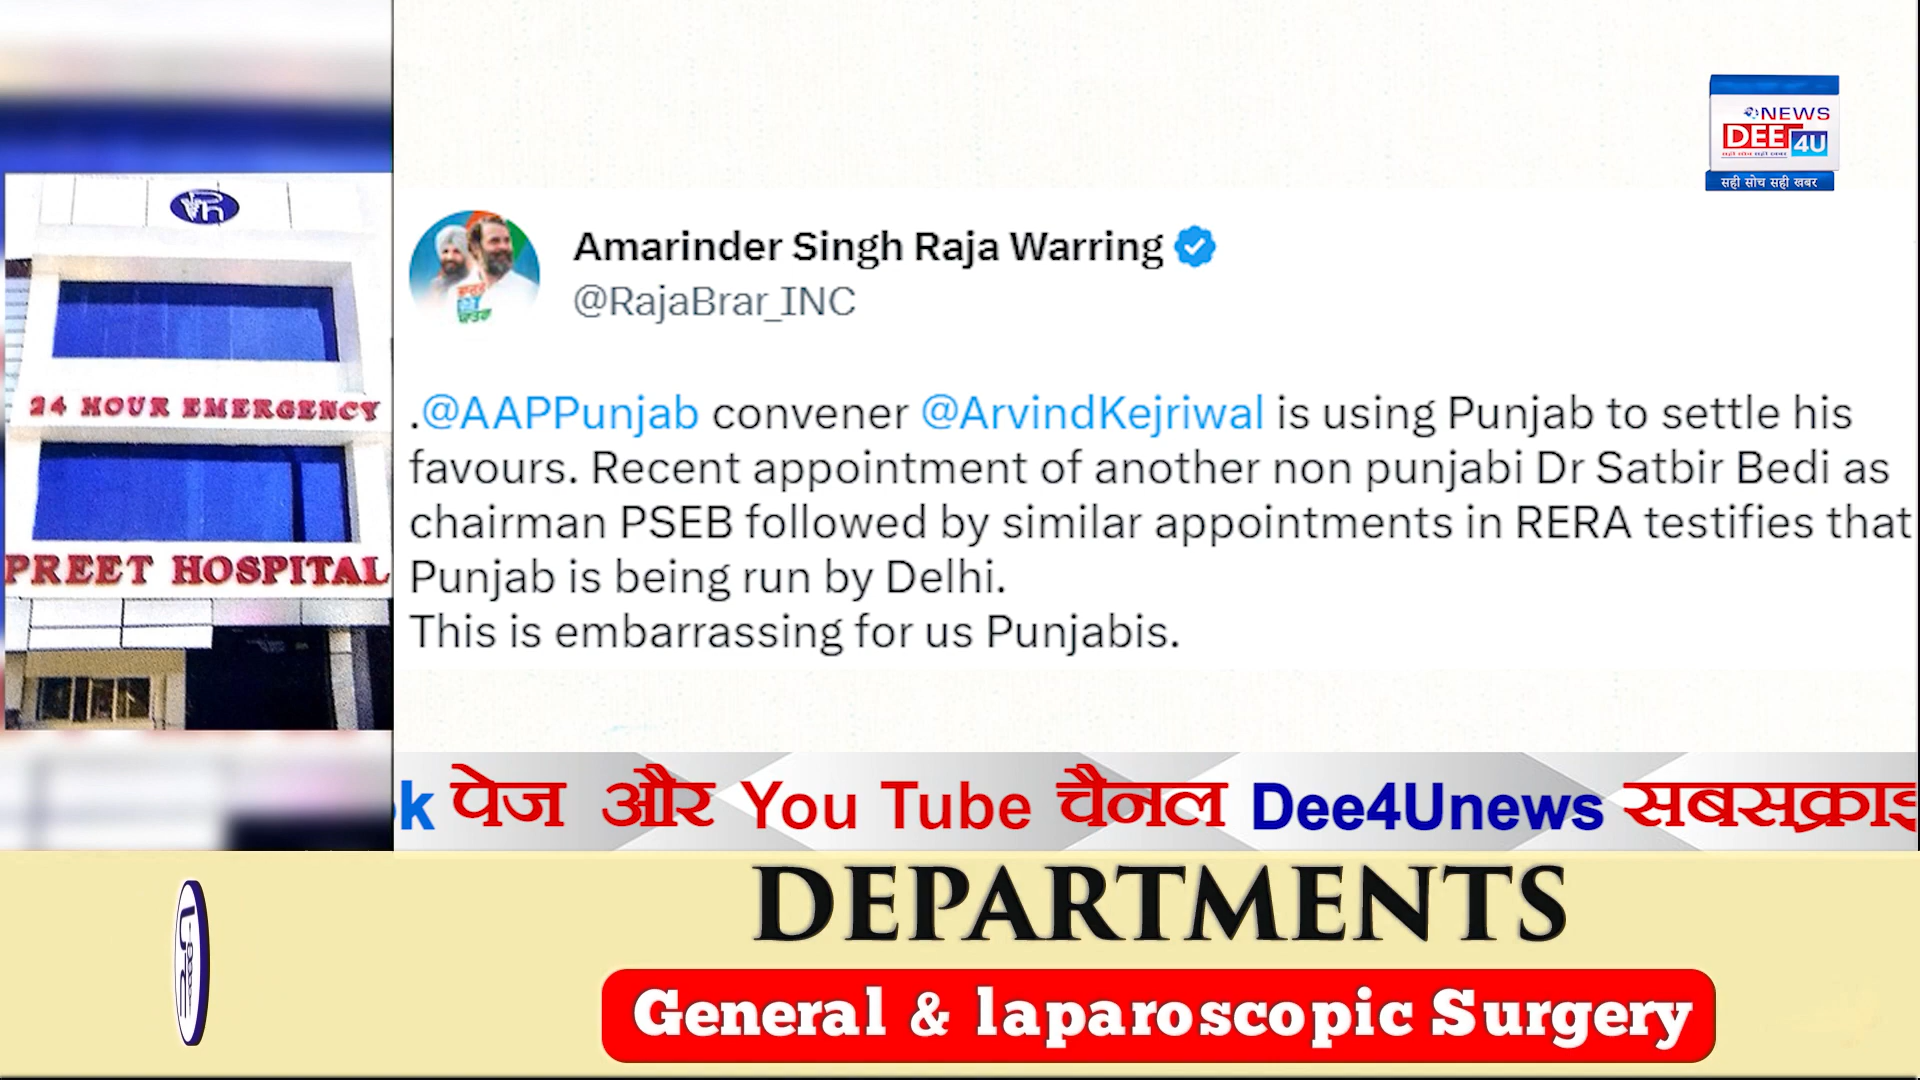 NEWS
DEE 4U
सही सोच सही खबर
24 HOUR EMERGENCY
PREET HOSPITAL
Amarinder Singh Raja Warring
@RajaBrar_INC
.@AAPPunjab convener @ArvindKejriwal is using Punjab to settle his
favours. Recent appointment of another non punjabi Dr Satbir Bedi as
chairman PSEB followed by similar appointments in RERA testifies that
Punjab is being run by Delhi.
This is embarrassing for us Punjabis.
k पेज और You Tube चैनल Dee4Unews सबसक्राइ
DEPARTMENTS
General & laparoscopic Surgery